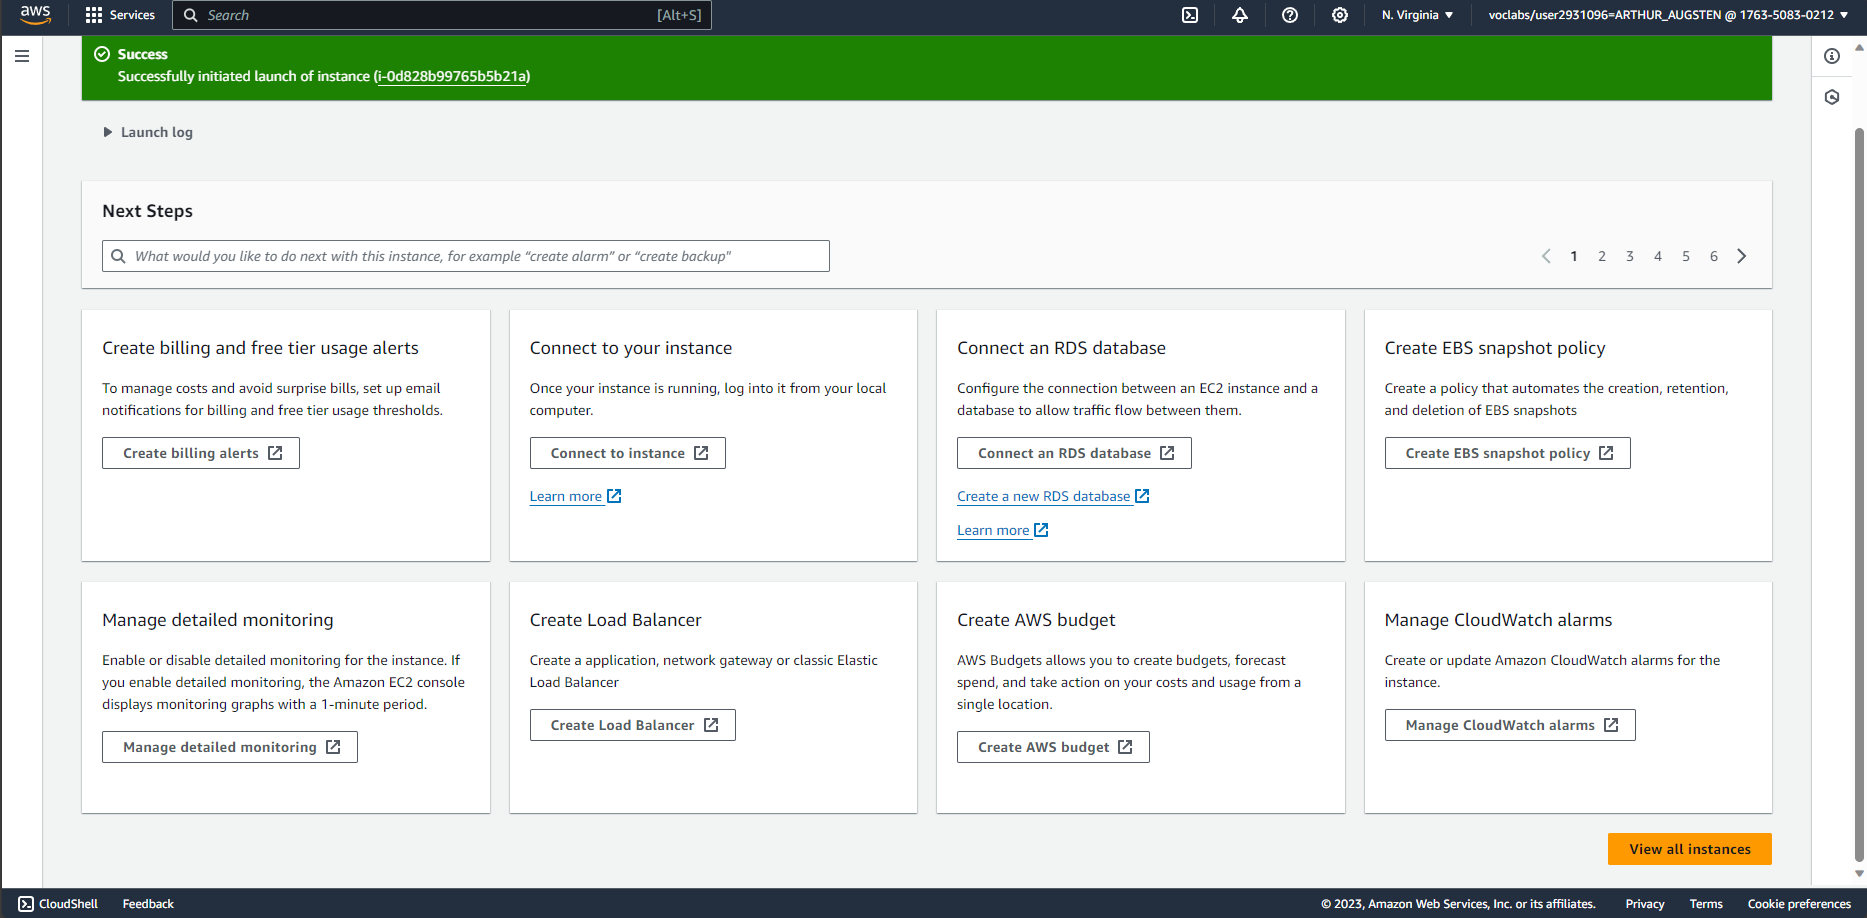 aws
Services
Search
[Alt+S]
N. Virginia
voclabs/user2931096=ARTHUR_AUGSTEN @ 1763-5083-0212
Success
Successfully initiated launch of instance (i-0d828b99765b5b21a)
Launch log
Next Steps
What would you like to do next with this instance, for example “create alarm” or “create backup”
1 2 3 4 5 6
Create billing and free tier usage alerts
To manage costs and avoid surprise bills, set up email
notifications for billing and free tier usage thresholds.
Create billing alerts
Connect to your instance
Once your instance is running, log into it from your local
computer.
Connect to instance
Learn more
Connect an RDS database
Configure the connection between an EC2 instance and a
database to allow traffic flow between them.
Connect an RDS database
Create a new RDS database
Learn more
Create EBS snapshot policy
Create a policy that automates the creation, retention,
and deletion of EBS snapshots
Create EBS snapshot policy
Manage detailed monitoring
Enable or disable detailed monitoring for the instance. If
you enable detailed monitoring, the Amazon EC2 console
displays monitoring graphs with a 1-minute period.
Manage detailed monitoring
Create Load Balancer
Create a application, network gateway or classic Elastic
Load Balancer
Create Load Balancer
Create AWS budget
AWS Budgets allows you to create budgets, forecast
spend, and take action on your costs and usage from a
single location.
Create AWS budget
Manage CloudWatch alarms
Create or update Amazon CloudWatch alarms for the
instance.
Manage CloudWatch alarms
View all instances
CloudShell
Feedback
© 2023, Amazon Web Services, Inc. or its affiliates.
Privacy
Terms
Cookie preferences